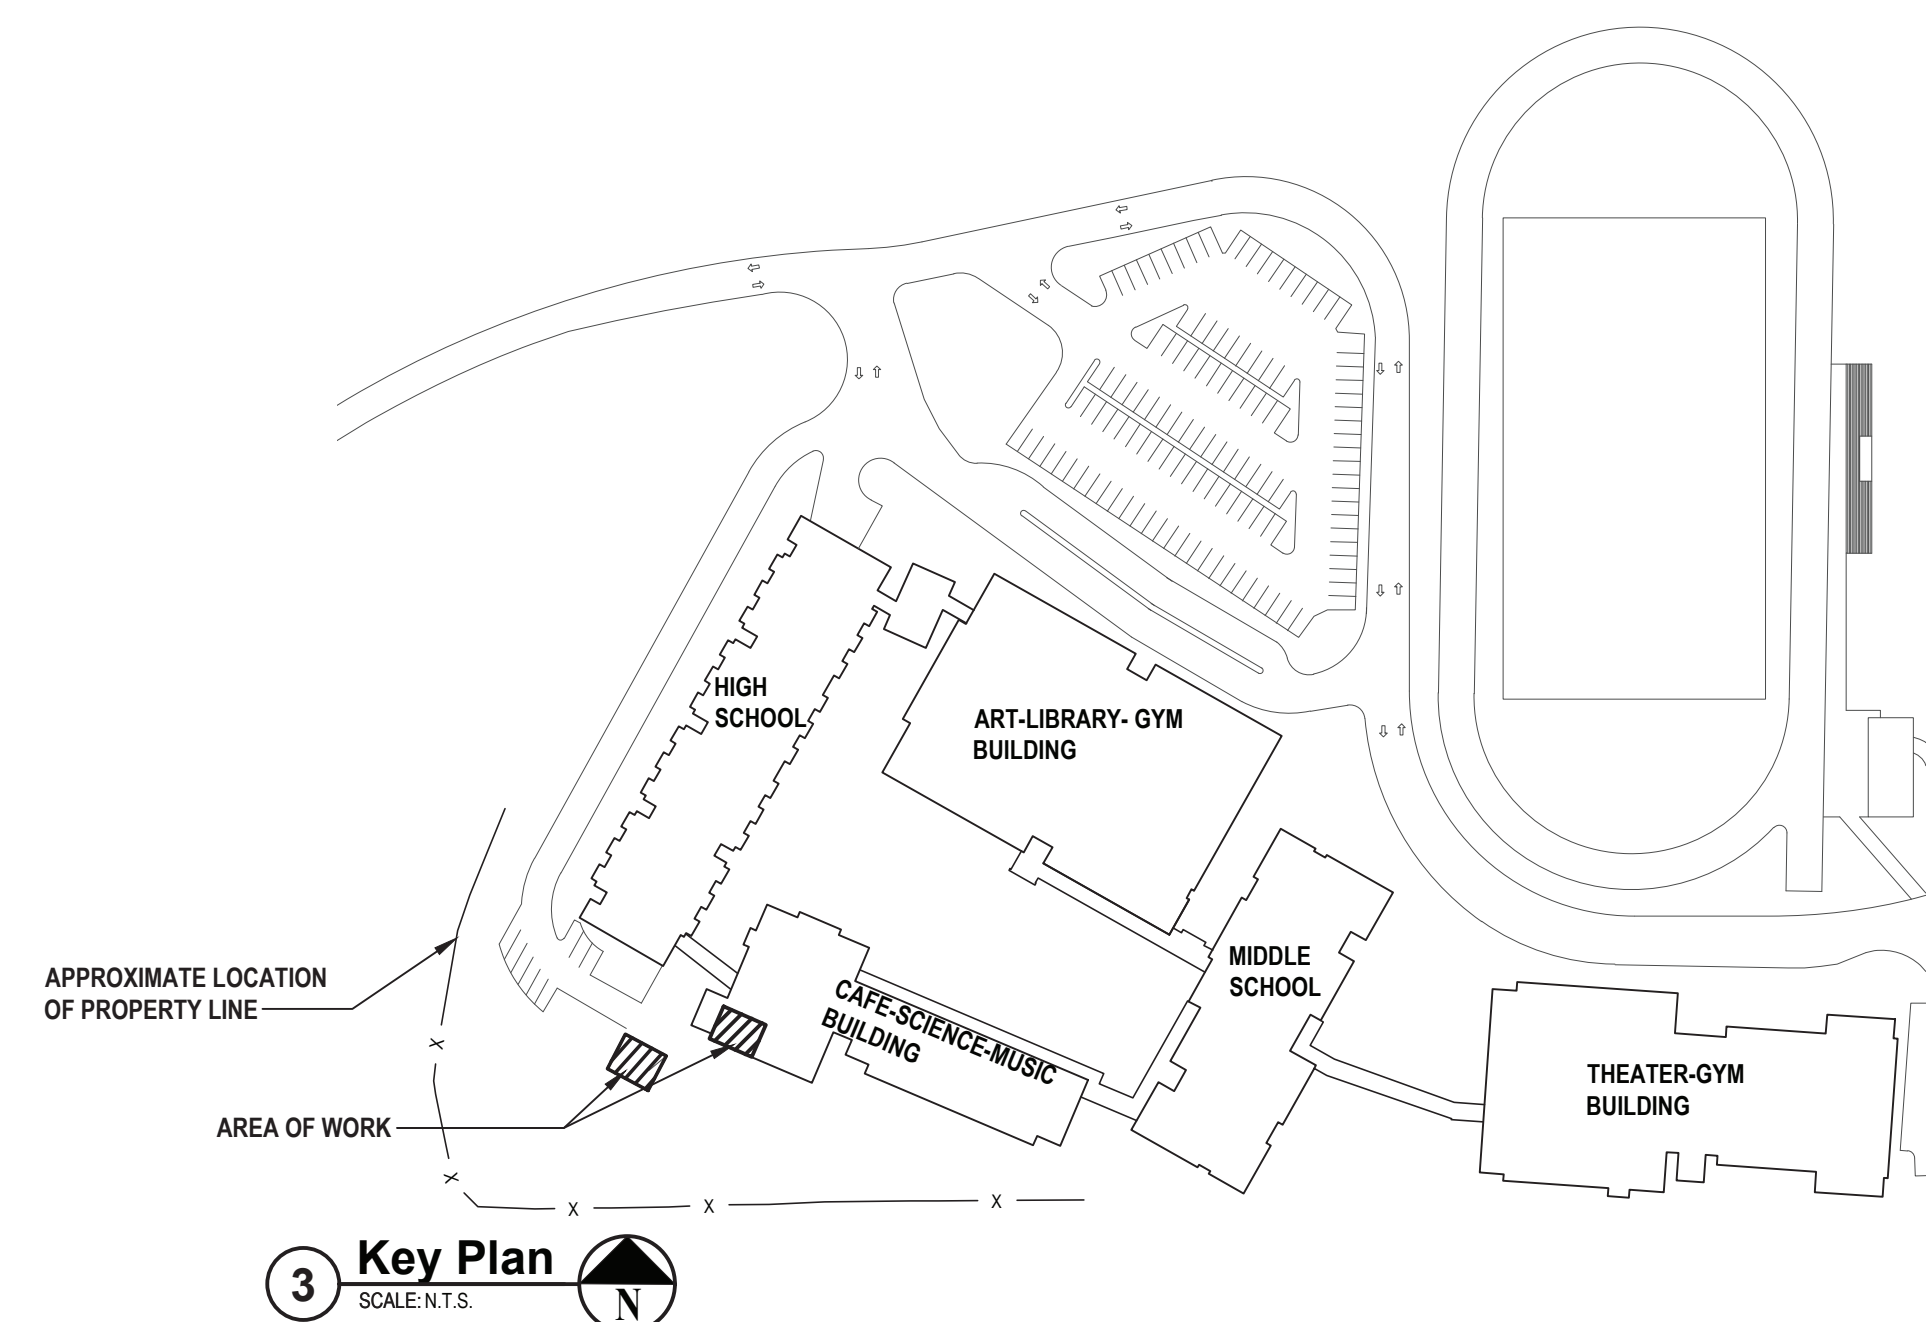 HIGH
SCHOOL
ART-LIBRARY- GYM
BUILDING
MIDDLE
SCHOOL
APPROXIMATE LOCATION
OF PROPERTY LINE
CAFE-SCIENCE-MUSIC
BUILDING
THEATER-GYM
BUILDING
AREA OF WORK
X
X
X
X
X
3
Key Plan
SCALE: N.T.S.
N